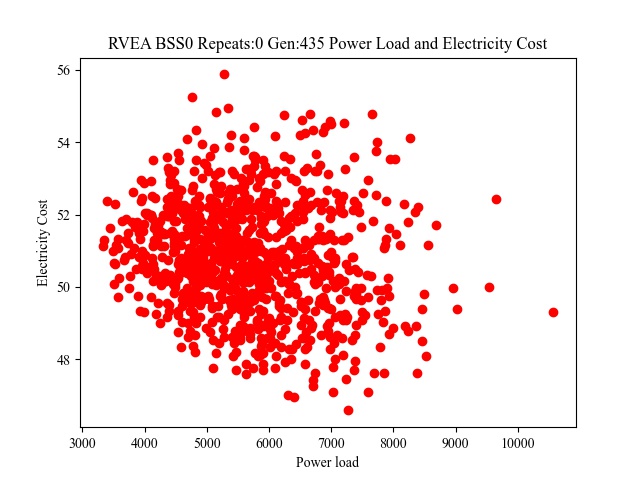 RVEA BSS0 Repeats:0 Gen:435 Power Load and Electricity Cost
Electricity Cost
56
54
52
50
48
3000 4000 5000 6000 7000 8000 9000 10000
Power load